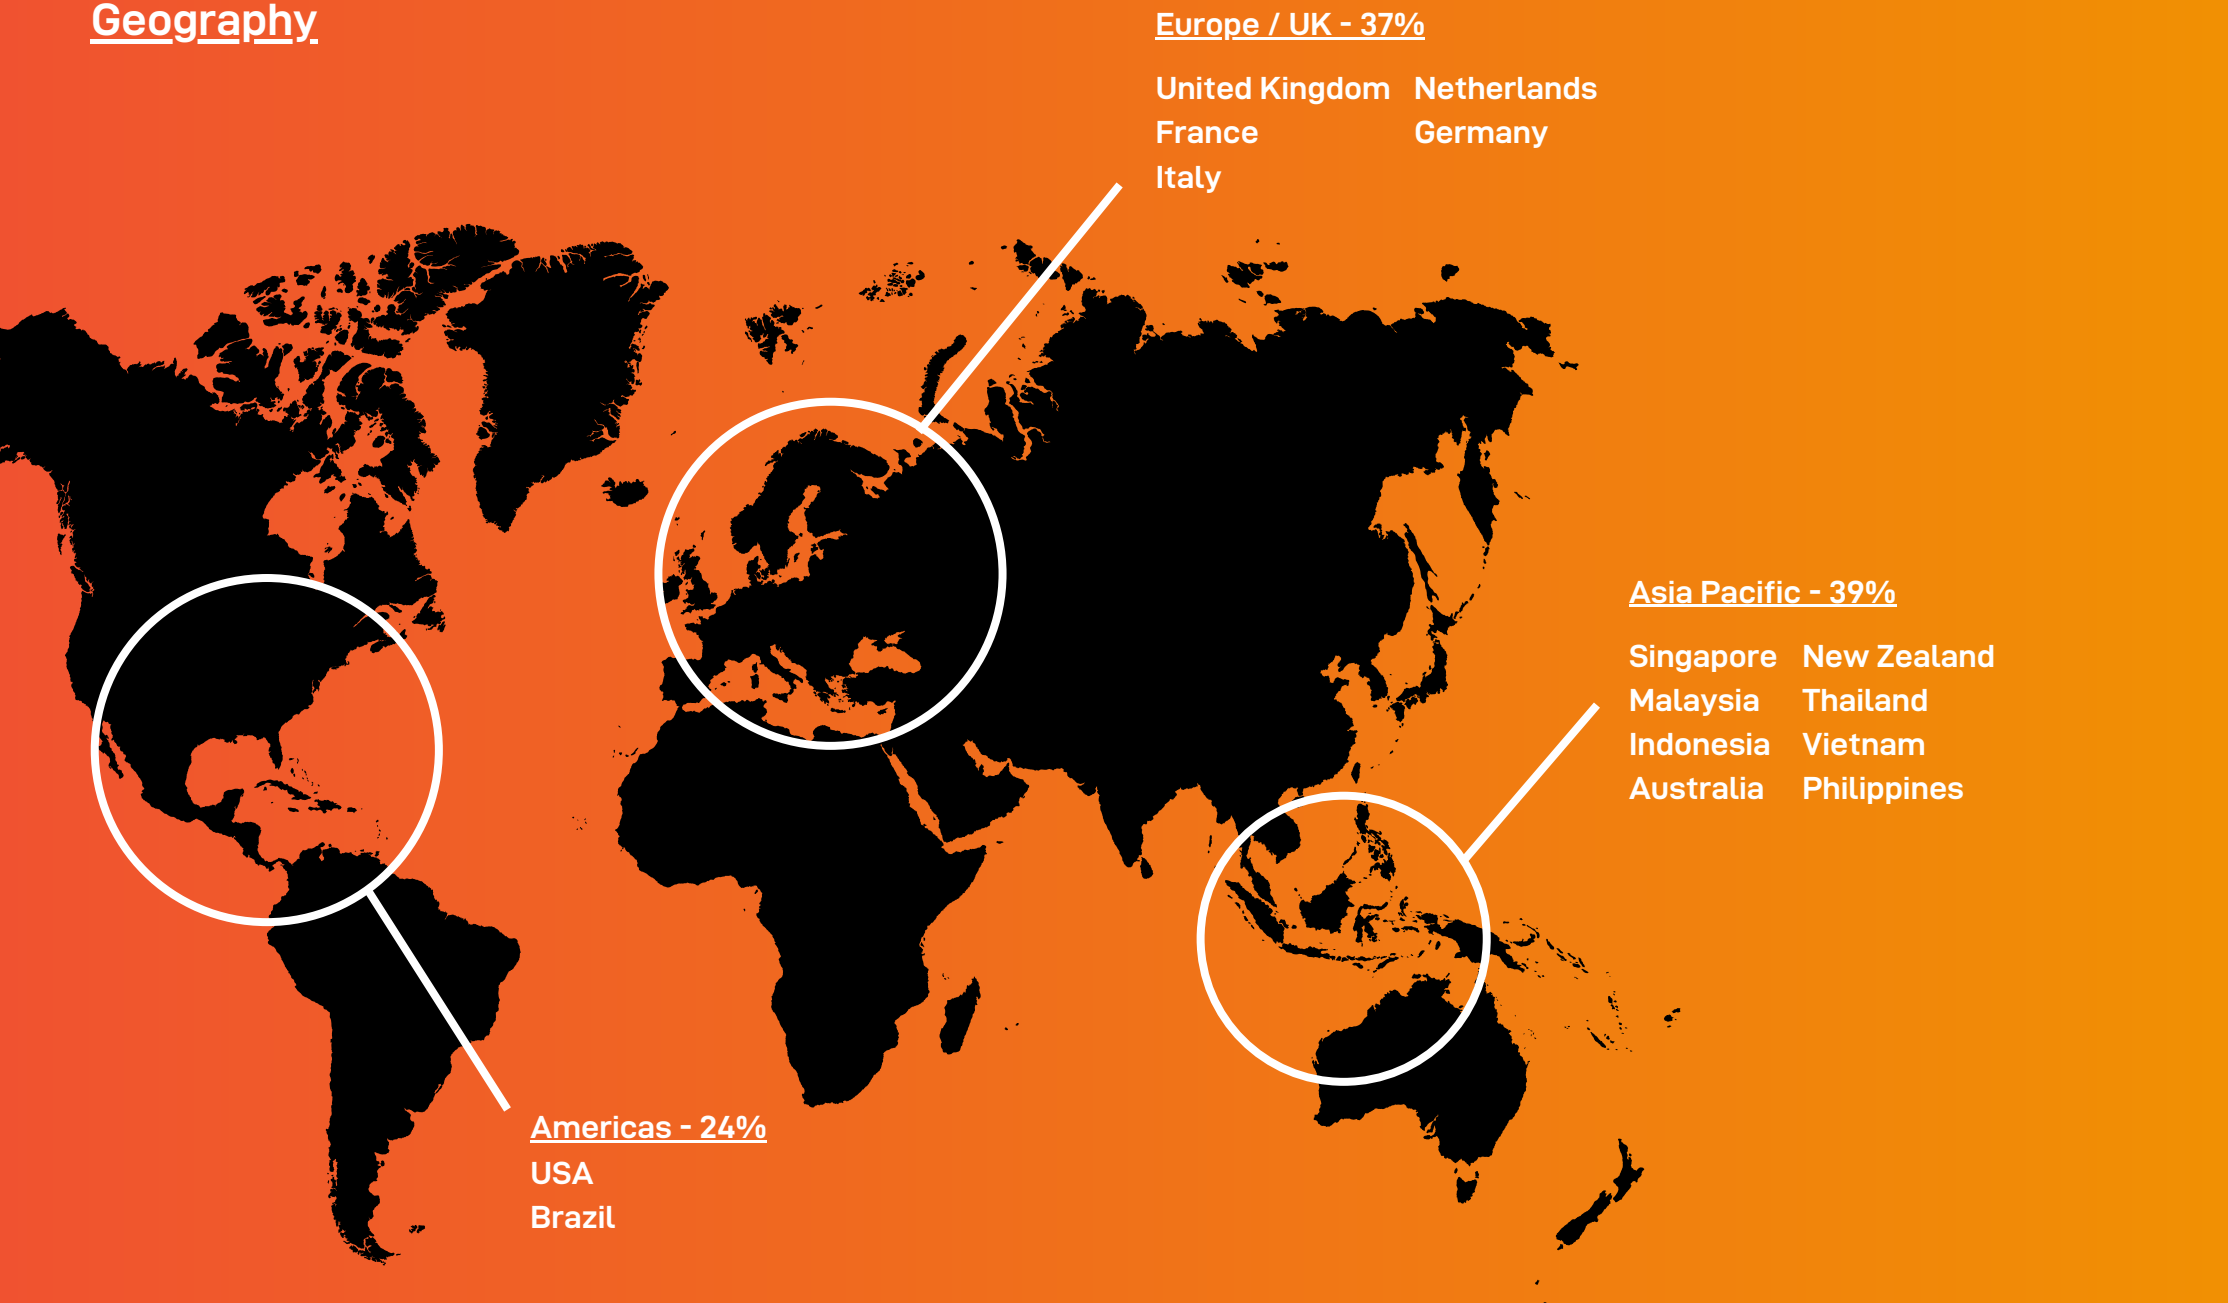 Geography
Europe / UK - 37%
United Kingdom Netherlands
France Germany
Italy
Asia Pacific - 39%
Singapore New Zealand
Malaysia Thailand
Indonesia Vietnam
Australia Philippines
Americas - 24%
USA
Brazil